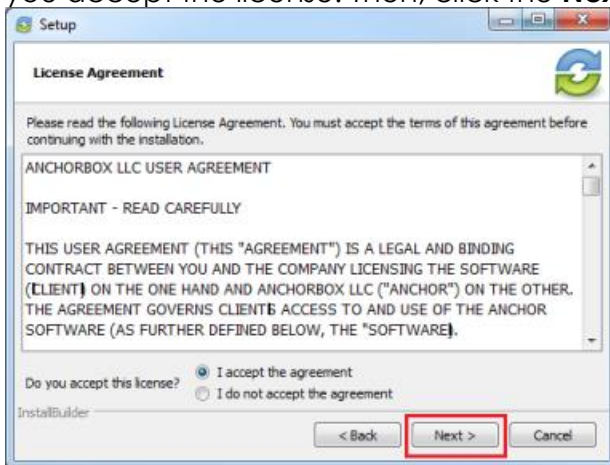 you accept the license. Then, click the Nex
Setup
License Agreement
Please read the following License Agreement. You must accept the terms of this agreement before
continuing with the installation.
ANCHORBOX LLC USER AGREEMENT
IMPORTANT - READ CAREFULLY
THIS USER AGREEMENT (THIS "AGREEMENT") IS A LEGAL AND BINDING
CONTRACT BETWEEN YOU AND THE COMPANY LICENSING THE SOFTWARE
(CLIENT) ON THE ONE HAND AND ANCHORBOX LLC ("ANCHOR") ON THE OTHER.
THE AGREEMENT GOVERNS CLIENTS ACCESS TO AND USE OF THE ANCHOR
SOFTWARE (AS FURTHER DEFINED BELOW, THE "SOFTWARE).
Do you accept this license?
I accept the agreement
I do not accept the agreement
InstallBuilder
< Back
Next >
Cancel